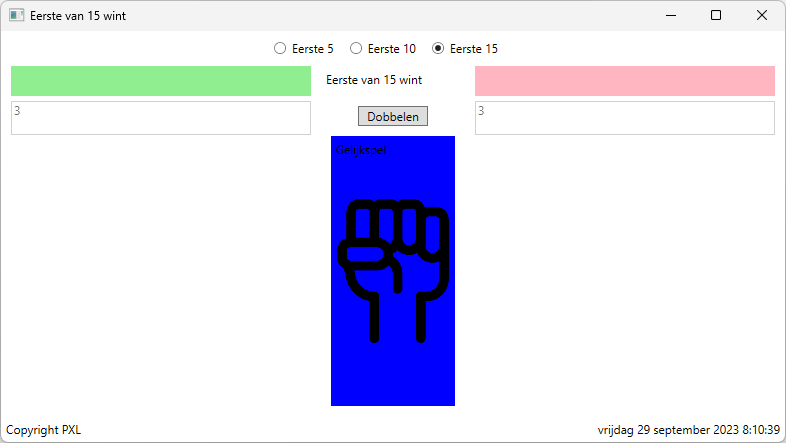 Eerste van 15 wint
Eerste 5 Eerste 10 Eerste 15
Eerste van 15 wint
3 3
Dobbelen
Gelijkspel
Copyright PXL vrijdag 29 september 2023 8:10:39